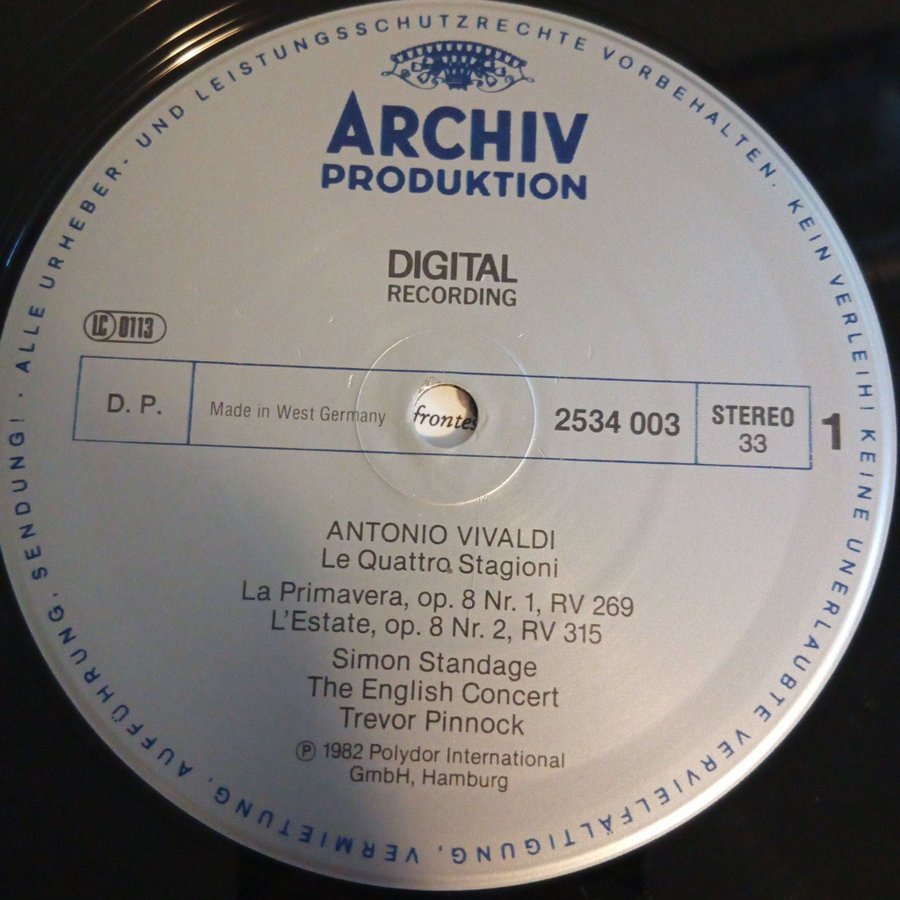 ALLE URHEBER- UND LEISTUNGSSCHUTZRECHTE VORBEHALTEN. KEIN VERLEIH! KEINE UNERLAUBTE VERVIELFÄLTIGUNG, VERMIETUNG, AUFFÜHRUNG, SENDUNG! ·
ARCHIV
PRODUKTION
DIGITAL
RECORDING
LC 0113
D. P.
Made in West Germany
frontes
2534 003
STEREO
33
1
ANTONIO VIVALDI
Le Quattro Stagioni
La Primavera, op. 8 Nr. 1, RV 269
L'Estate, op. 8 Nr. 2, RV 315
Simon Standage
The English Concert
Trevor Pinnock
℗ 1982 Polydor International
GmbH, Hamburg